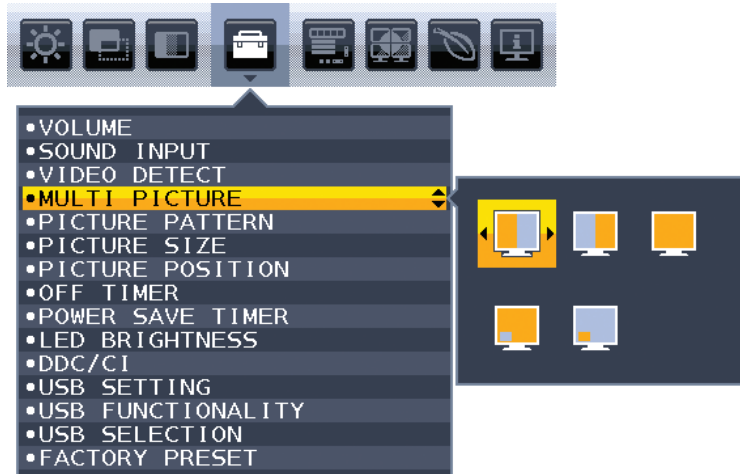 •VOLUME
•SOUND INPUT
•VIDEO DETECT
•MULTI PICTURE
•PICTURE PATTERN
•PICTURE SIZE
•PICTURE POSITION
•OFF TIMER
•POWER SAVE TIMER
•LED BRIGHTNESS
•DDC/CI
•USB SETTING
•USB FUNCTIONALITY
•USB SELECTION
•FACTORY PRESET